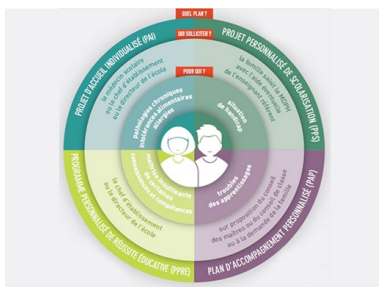 QUEL PLAN ?
QUI SOLLICITER ?
POUR QUI ?
PROJET D'ACCUEIL INDIVIDUALISÉ (PAI)
le médecin scolaire
ou le chef d'établissement
ou la directeur de l'école
pathologies chroniques
intolérances alimentaires
allergies
PROJET PERSONNALISÉ DE SCOLARISATION (PPS)
la famille saisit la MDPH
avec l'aide éventuelle
de l'enseignant référent
situations
de handicap
PROGRAMME PERSONNALISÉ DE RÉUSSITE ÉDUCATIVE (PPRE)
le chef d'établissement
ou le directeur de l'école
maîtrise insuffisante
de certaines
connaissances et compétences
PLAN D'ACCOMPAGNEMENT PERSONNALISÉ (PAP)
sur proposition du conseil
des maîtres ou du conseil de classe
ou à la demande de la famille
troubles
des apprentissages